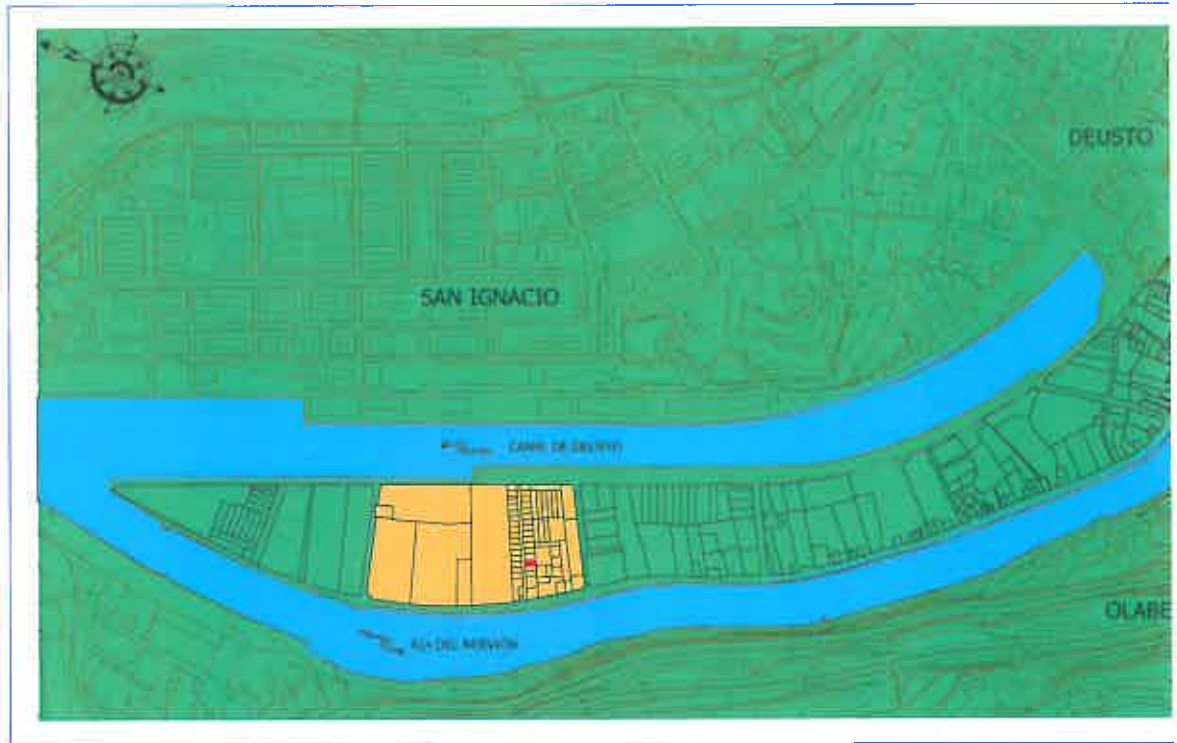 DEUSTO
SAN IGNACIO
CANAL DE DEUSTO
RIA DEL NERVION
OLABE